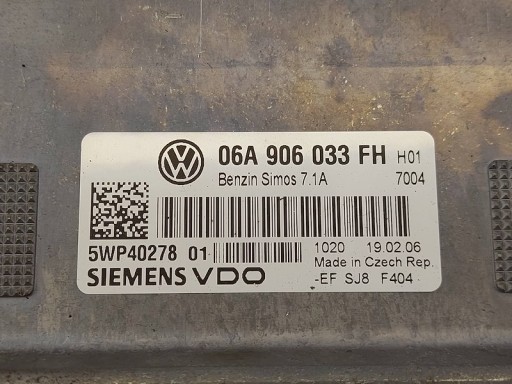 06A 906 033 FH H01
Benzin Simos 7.1A 7004
5WP40278 01 1020 19.02.06
Made in Czech Rep.
SIEMENS VDO -EF SJ8 F404